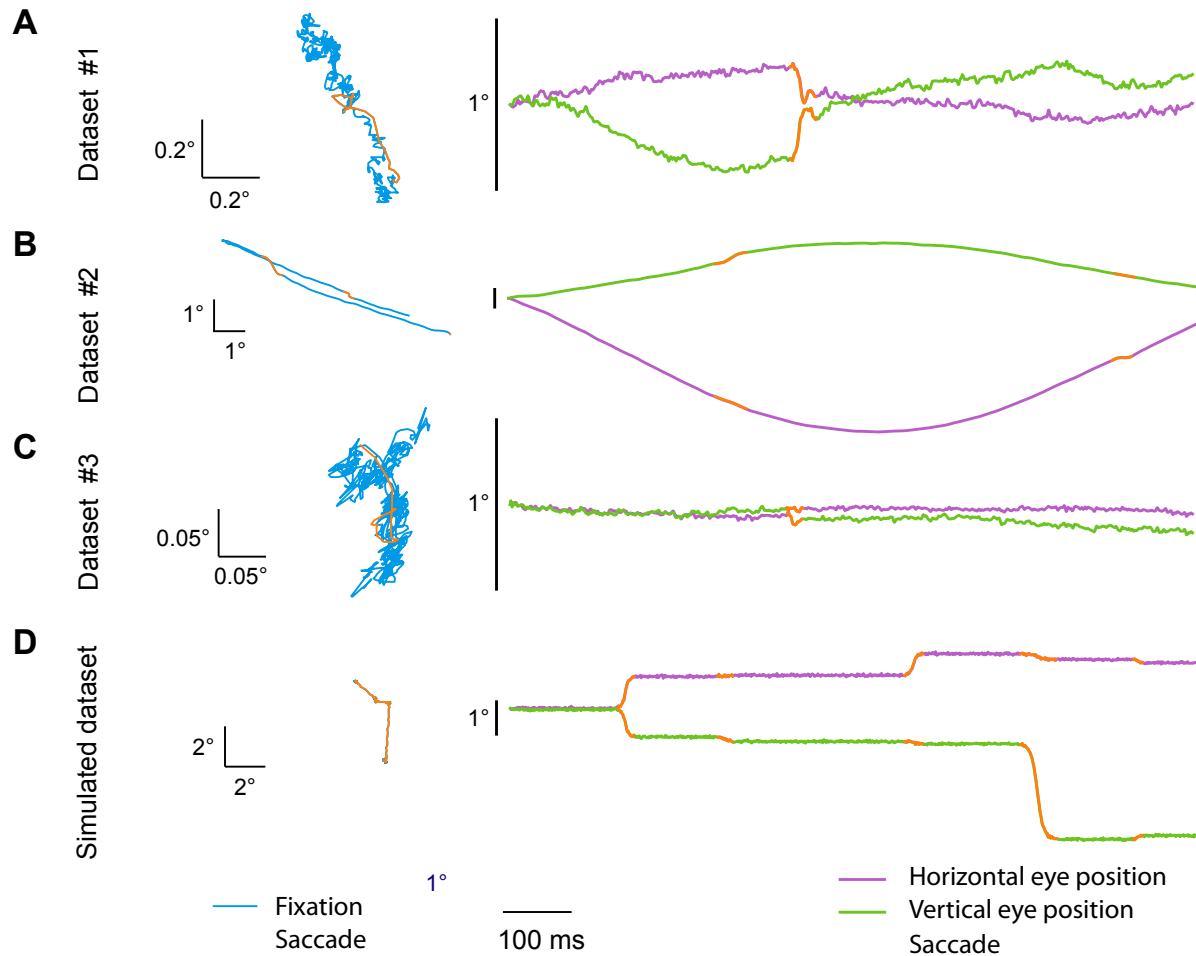 A
Dataset #1
0.2°
0.2°
1°
B
Dataset #2
1°
1°
C
Dataset #3
0.05°
0.05°
1°
D
Simulated dataset
2°
2°
1°
1°
Fixation
Saccade
100 ms
Horizontal eye position
Vertical eye position
Saccade